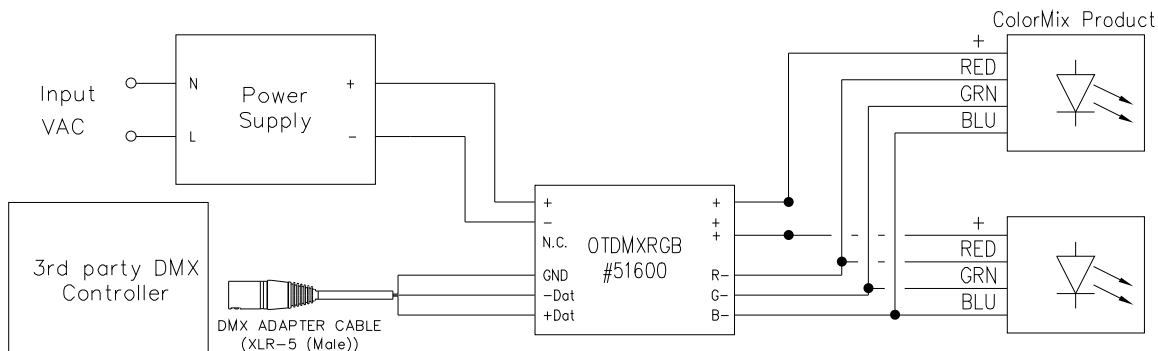 ColorMix Product
Input
VAC
N
L
Power
Supply
+
-
+
RED
GRN
BLU
3rd party DMX
Controller
DMX ADAPTER CABLE
(XLR-5 (Male))
+
-
N.C.
GND
-Dat
+Dat
OTDMXRGB
#51600
+
+
+
R-
G-
B-
+
RED
GRN
BLU